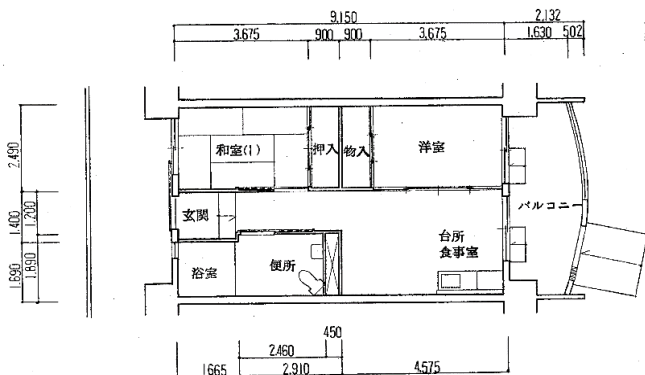 9.150
2.132
3.675
900
900
3.675
1.630
502
2.490
1.400
1.200
1.690
1.890
和室(1)
押入
物入
洋室
玄関
バルコニー
台所
食事室
浴室
便所
450
2.460
1665
2.910
4.575